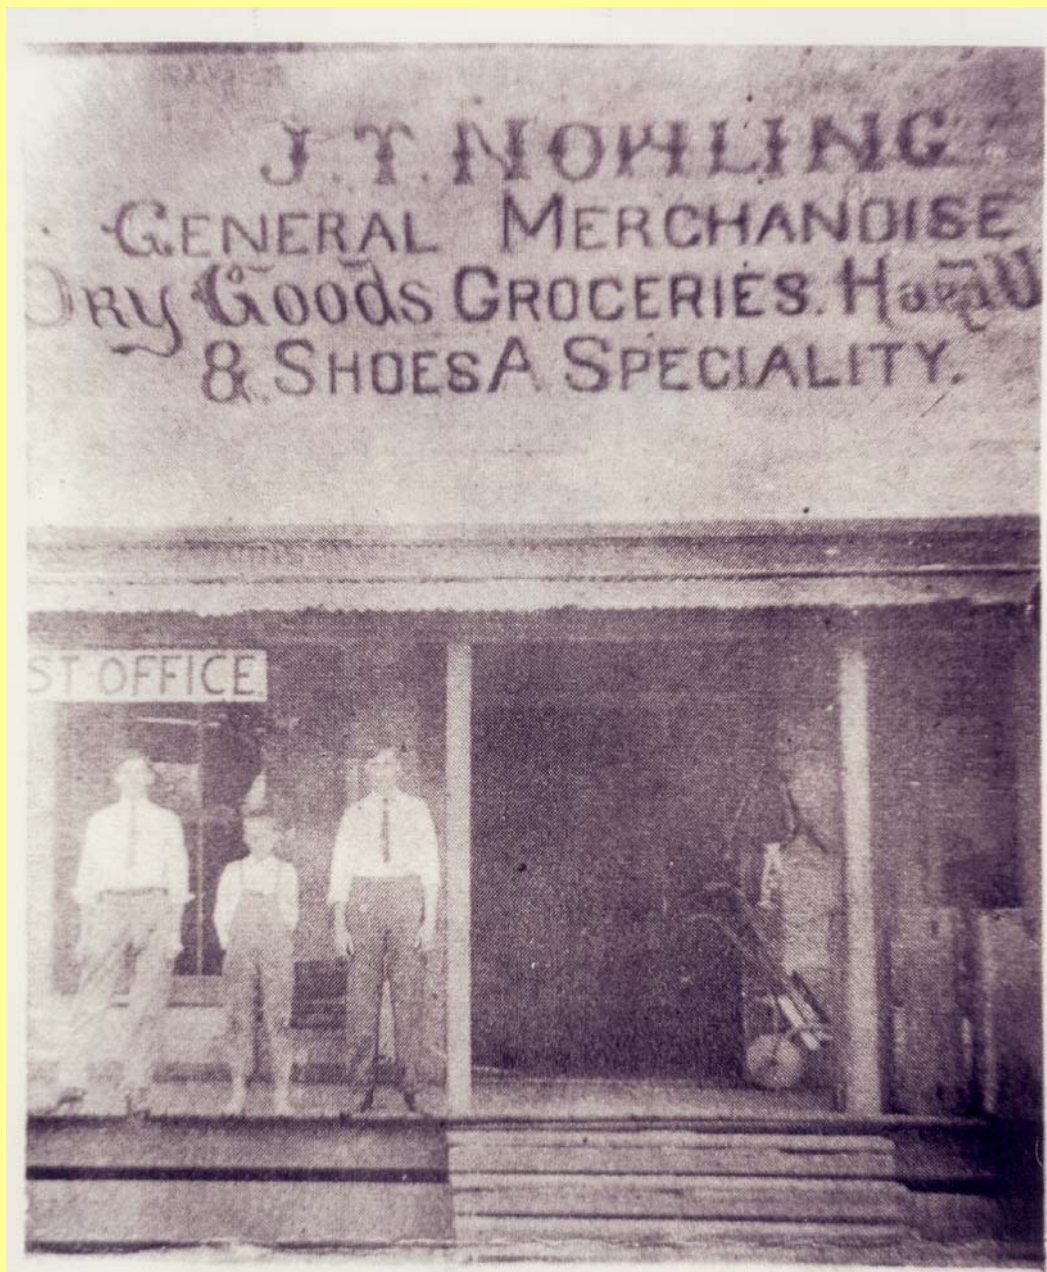 J. T. NOHLING
GENERAL MERCHANDISE
DRY GOODS GROCERIES.
& SHOES A SPECIALITY.
ST OFFICE